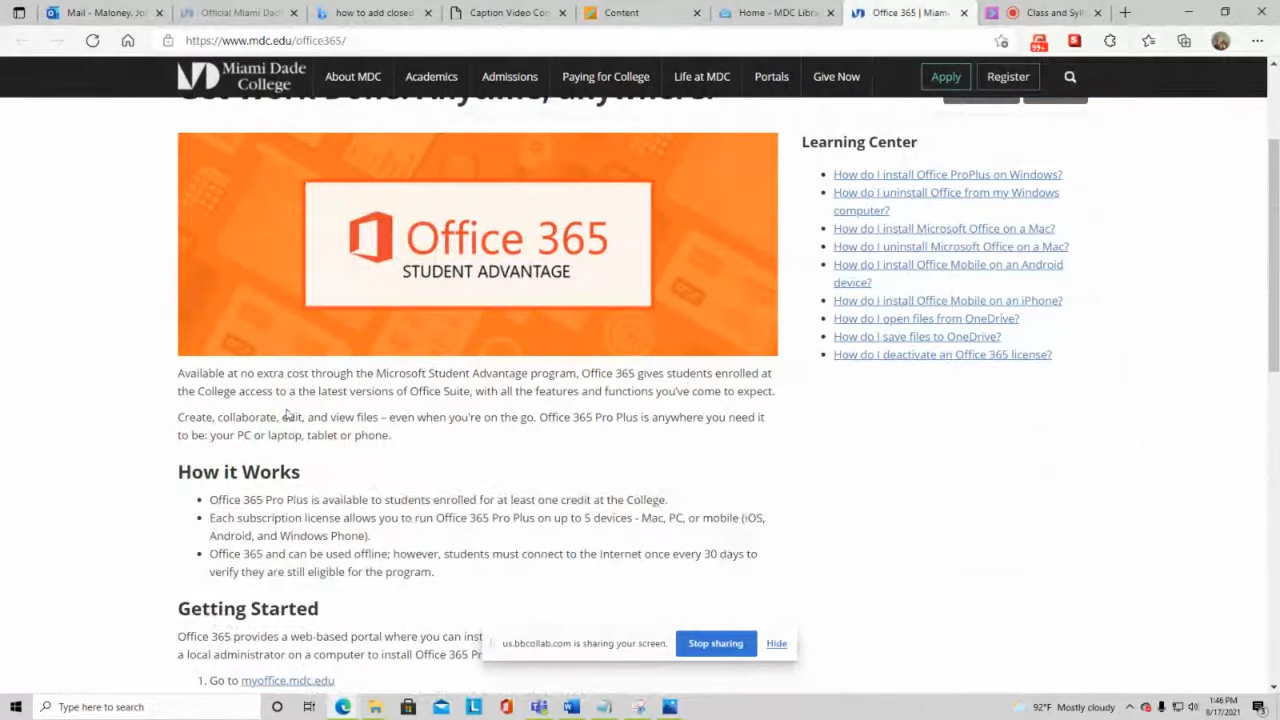 Mail - Maloney, Jo
Miami Dade College
how to add closed
Caption Video Con
Content
Home - MDC Libra
Office 365 | Miam
Class and Syll
https://www.mdc.edu/office365/
99+
Miami Dade College
About MDC
Academics
Admissions
Paying for College
Life at MDC
Portals
Give Now
Apply
Register
Get Work Done. Anytime, anywhere.
Office 365
STUDENT ADVANTAGE
Available at no extra cost through the Microsoft Student Advantage program, Office 365 gives students enrolled at
the College access to a the latest versions of Office Suite, with all the features and functions you've come to expect.
Create, collaborate, edit, and view files – even when you're on the go. Office 365 Pro Plus is anywhere you need it
to be: your PC or laptop, tablet or phone.
How it Works
Office 365 Pro Plus is available to students enrolled for at least one credit at the College.
Each subscription license allows you to run Office 365 Pro Plus on up to 5 devices - Mac, PC, or mobile (iOS,
Android, and Windows Phone).
Office 365 and can be used offline; however, students must connect to the Internet once every 30 days to
verify they are still eligible for the program.
Getting Started
Office 365 provides a web-based portal where you can inst
a local administrator on a computer to install Office 365 Pr
1. Go to myoffice.mdc.edu
Learning Center
How do I install Office ProPlus on Windows?
How do I uninstall Office from my Windows
computer?
How do I install Microsoft Office on a Mac?
How do I uninstall Microsoft Office on a Mac?
How do I install Office Mobile on an Android
device?
How do I install Office Mobile on an iPhone?
How do I open files from OneDrive?
How do I save files to OneDrive?
How do I deactivate an Office 365 license?
us.bbcollab.com is sharing your screen.
Stop sharing
Hide
Type here to search
92°F Mostly cloudy
1:46 PM
8/17/2021